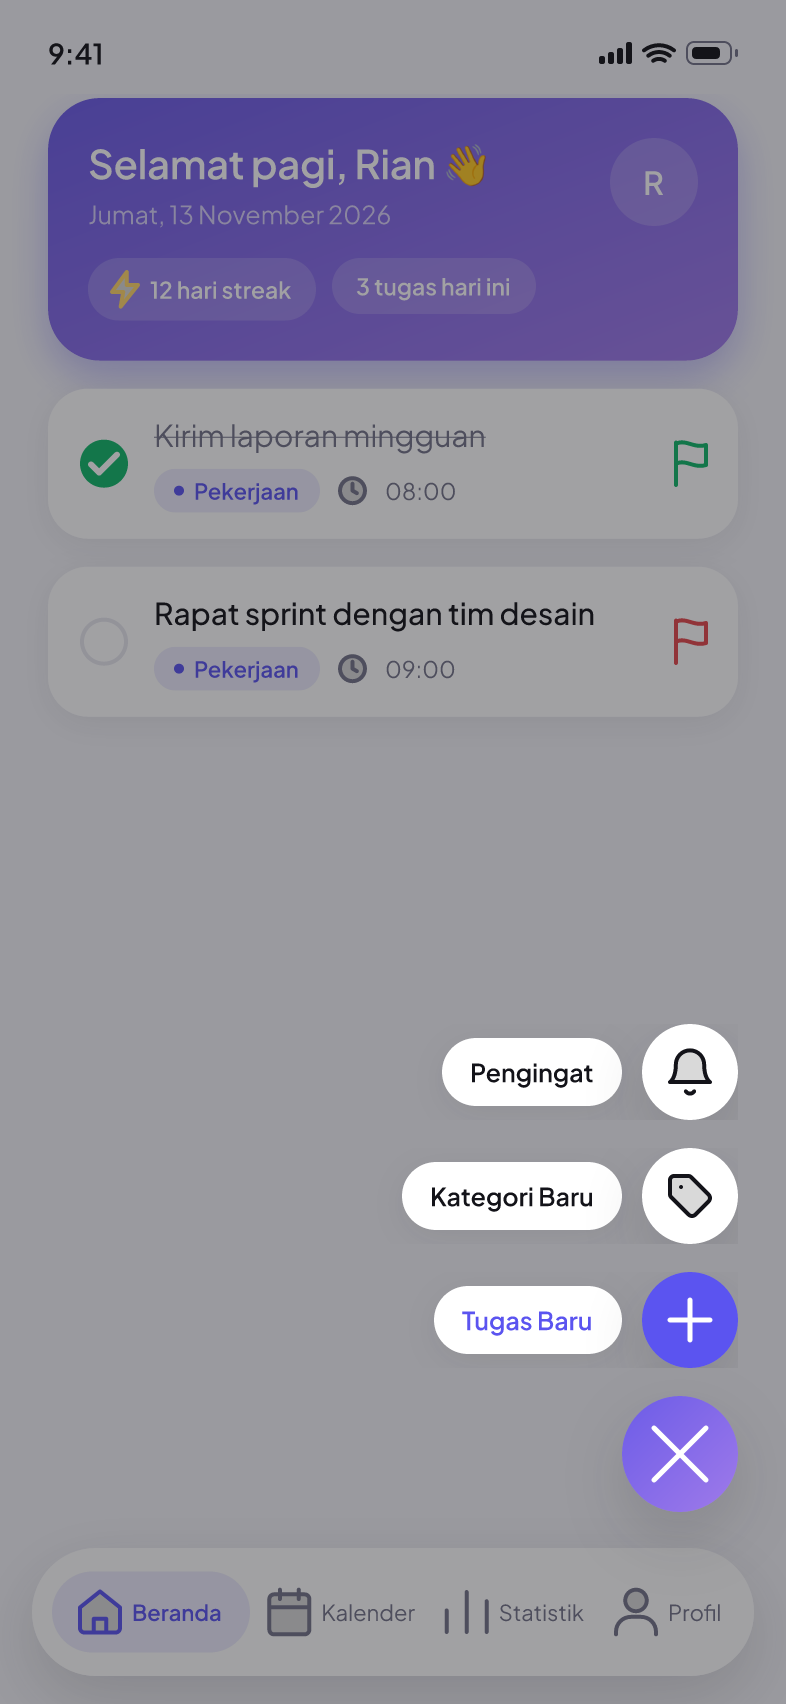 9:41
Selamat pagi, Rian 👋
R
Jumat, 13 November 2026
12 hari streak
3 tugas hari ini
Kirim laporan mingguan
Pekerjaan
08:00
Rapat sprint dengan tim desain
Pekerjaan
09:00
Pengingat
Kategori Baru
Tugas Baru
Beranda
Kalender
Statistik
Profil